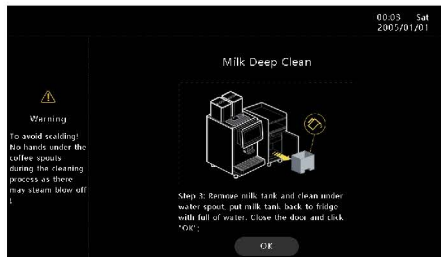 00:03 Sat
2005/01/01
Milk Deep Clean
Warning
To avoid scalding!
No hands under the
coffee spouts
during the cleaning
process as there
may steam blow off
!
Step 3: Remove milk tank and clean under
water spout, put milk tank back to fridge
with full of water. Close the door and click
"OK";
OK